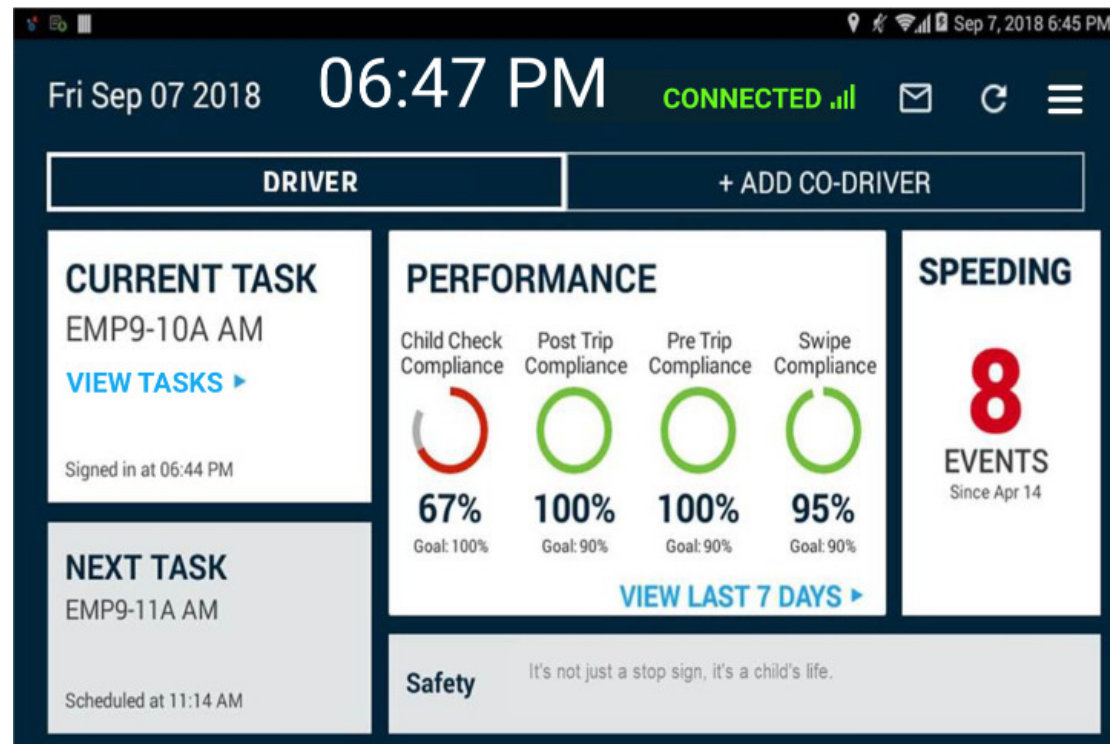 Sep 7, 2018 6:45 PM
Fri Sep 07 2018 06:47 PM CONNECTED
DRIVER
+ ADD CO-DRIVER
CURRENT TASK
EMP9-10A AM
VIEW TASKS
Signed in at 06:44 PM
NEXT TASK
EMP9-11A AM
Scheduled at 11:14 AM
PERFORMANCE
Child Check
Compliance
67%
Goal: 100%
Post Trip
Compliance
100%
Goal: 90%
Pre Trip
Compliance
100%
Goal: 90%
Swipe
Compliance
95%
Goal: 90%
VIEW LAST 7 DAYS
SPEEDING
8
EVENTS
Since Apr 14
Safety
It's not just a stop sign, it's a child's life.